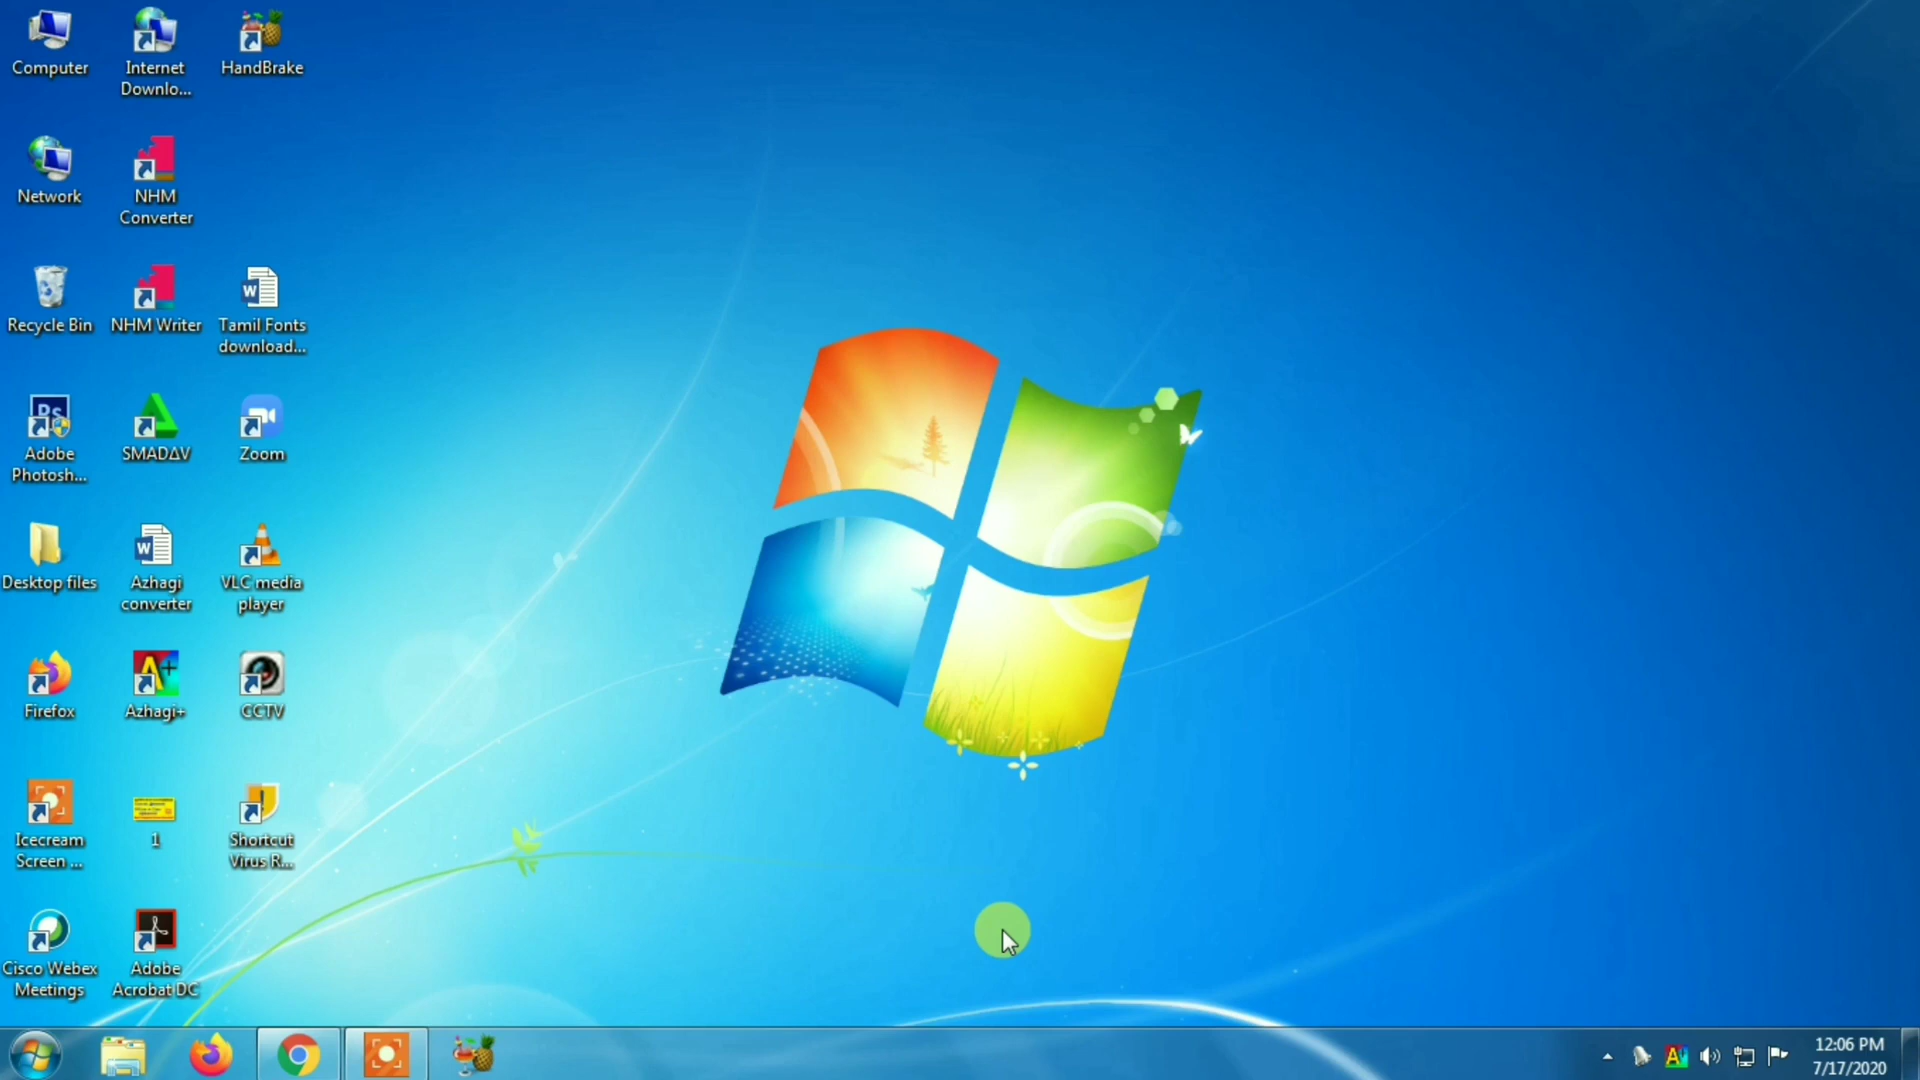 Computer
Internet
Downlo...
HandBrake
Network
NHM
Converter
Recycle Bin
NHM Writer
W
Tamil Fonts
download...
Ps
Adobe
Photosh...
SMADΔV
Zoom
Desktop files
W
Azhagi
converter
VLC media
player
Firefox
A+
Azhagi+
CCTV
Icecream
Screen ...
1
Shortcut
Virus R...
Cisco Webex
Meetings
Adobe
Acrobat DC
12:06 PM
7/17/2020